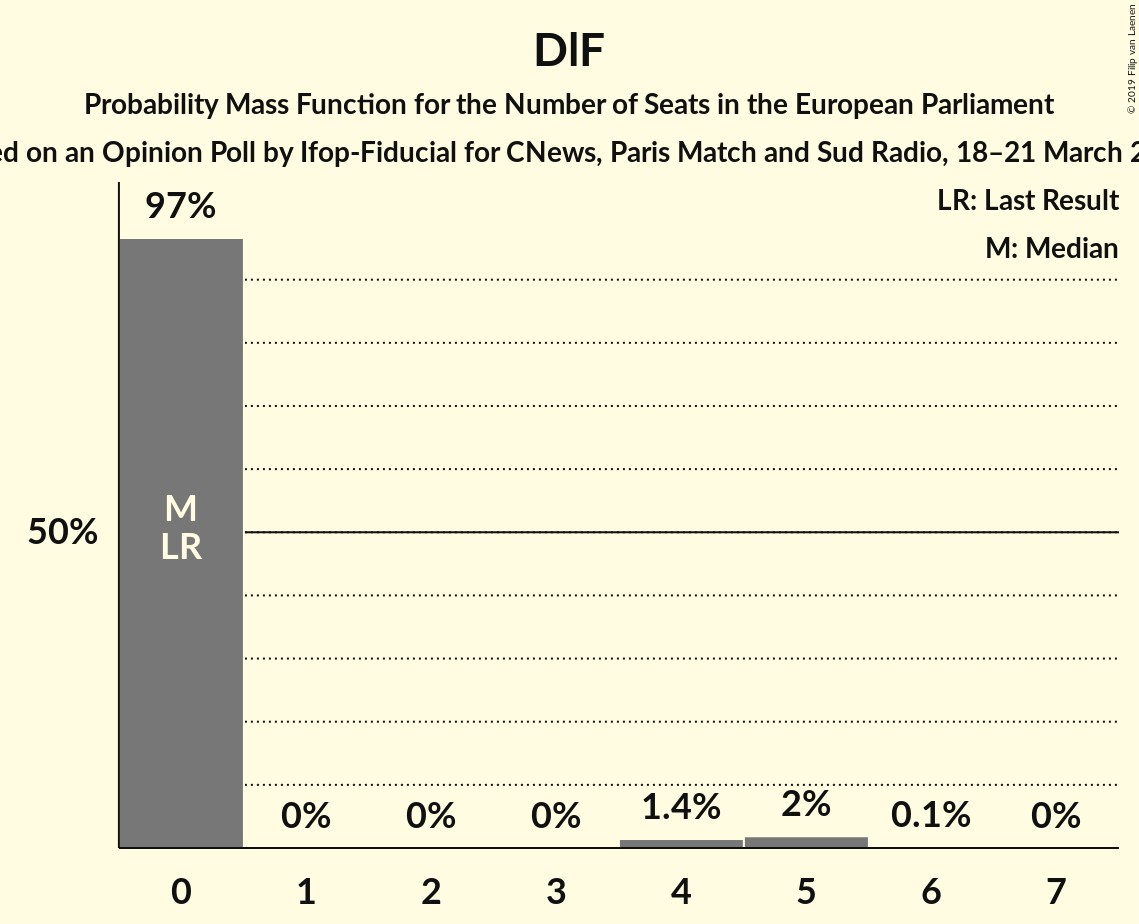 DlF
Probability Mass Function for the Number of Seats in the European Parliament
on an Opinion Poll by Ifop-Fiducial for CNews, Paris Match and Sud Radio, 18–21 March
© 2019 Filip van Laenen
LR: Last Result
M: Median
97%
M
LR
50%
0%
0%
0%
1.4%
2%
0.1%
0%
0 1 2 3 4 5 6 7